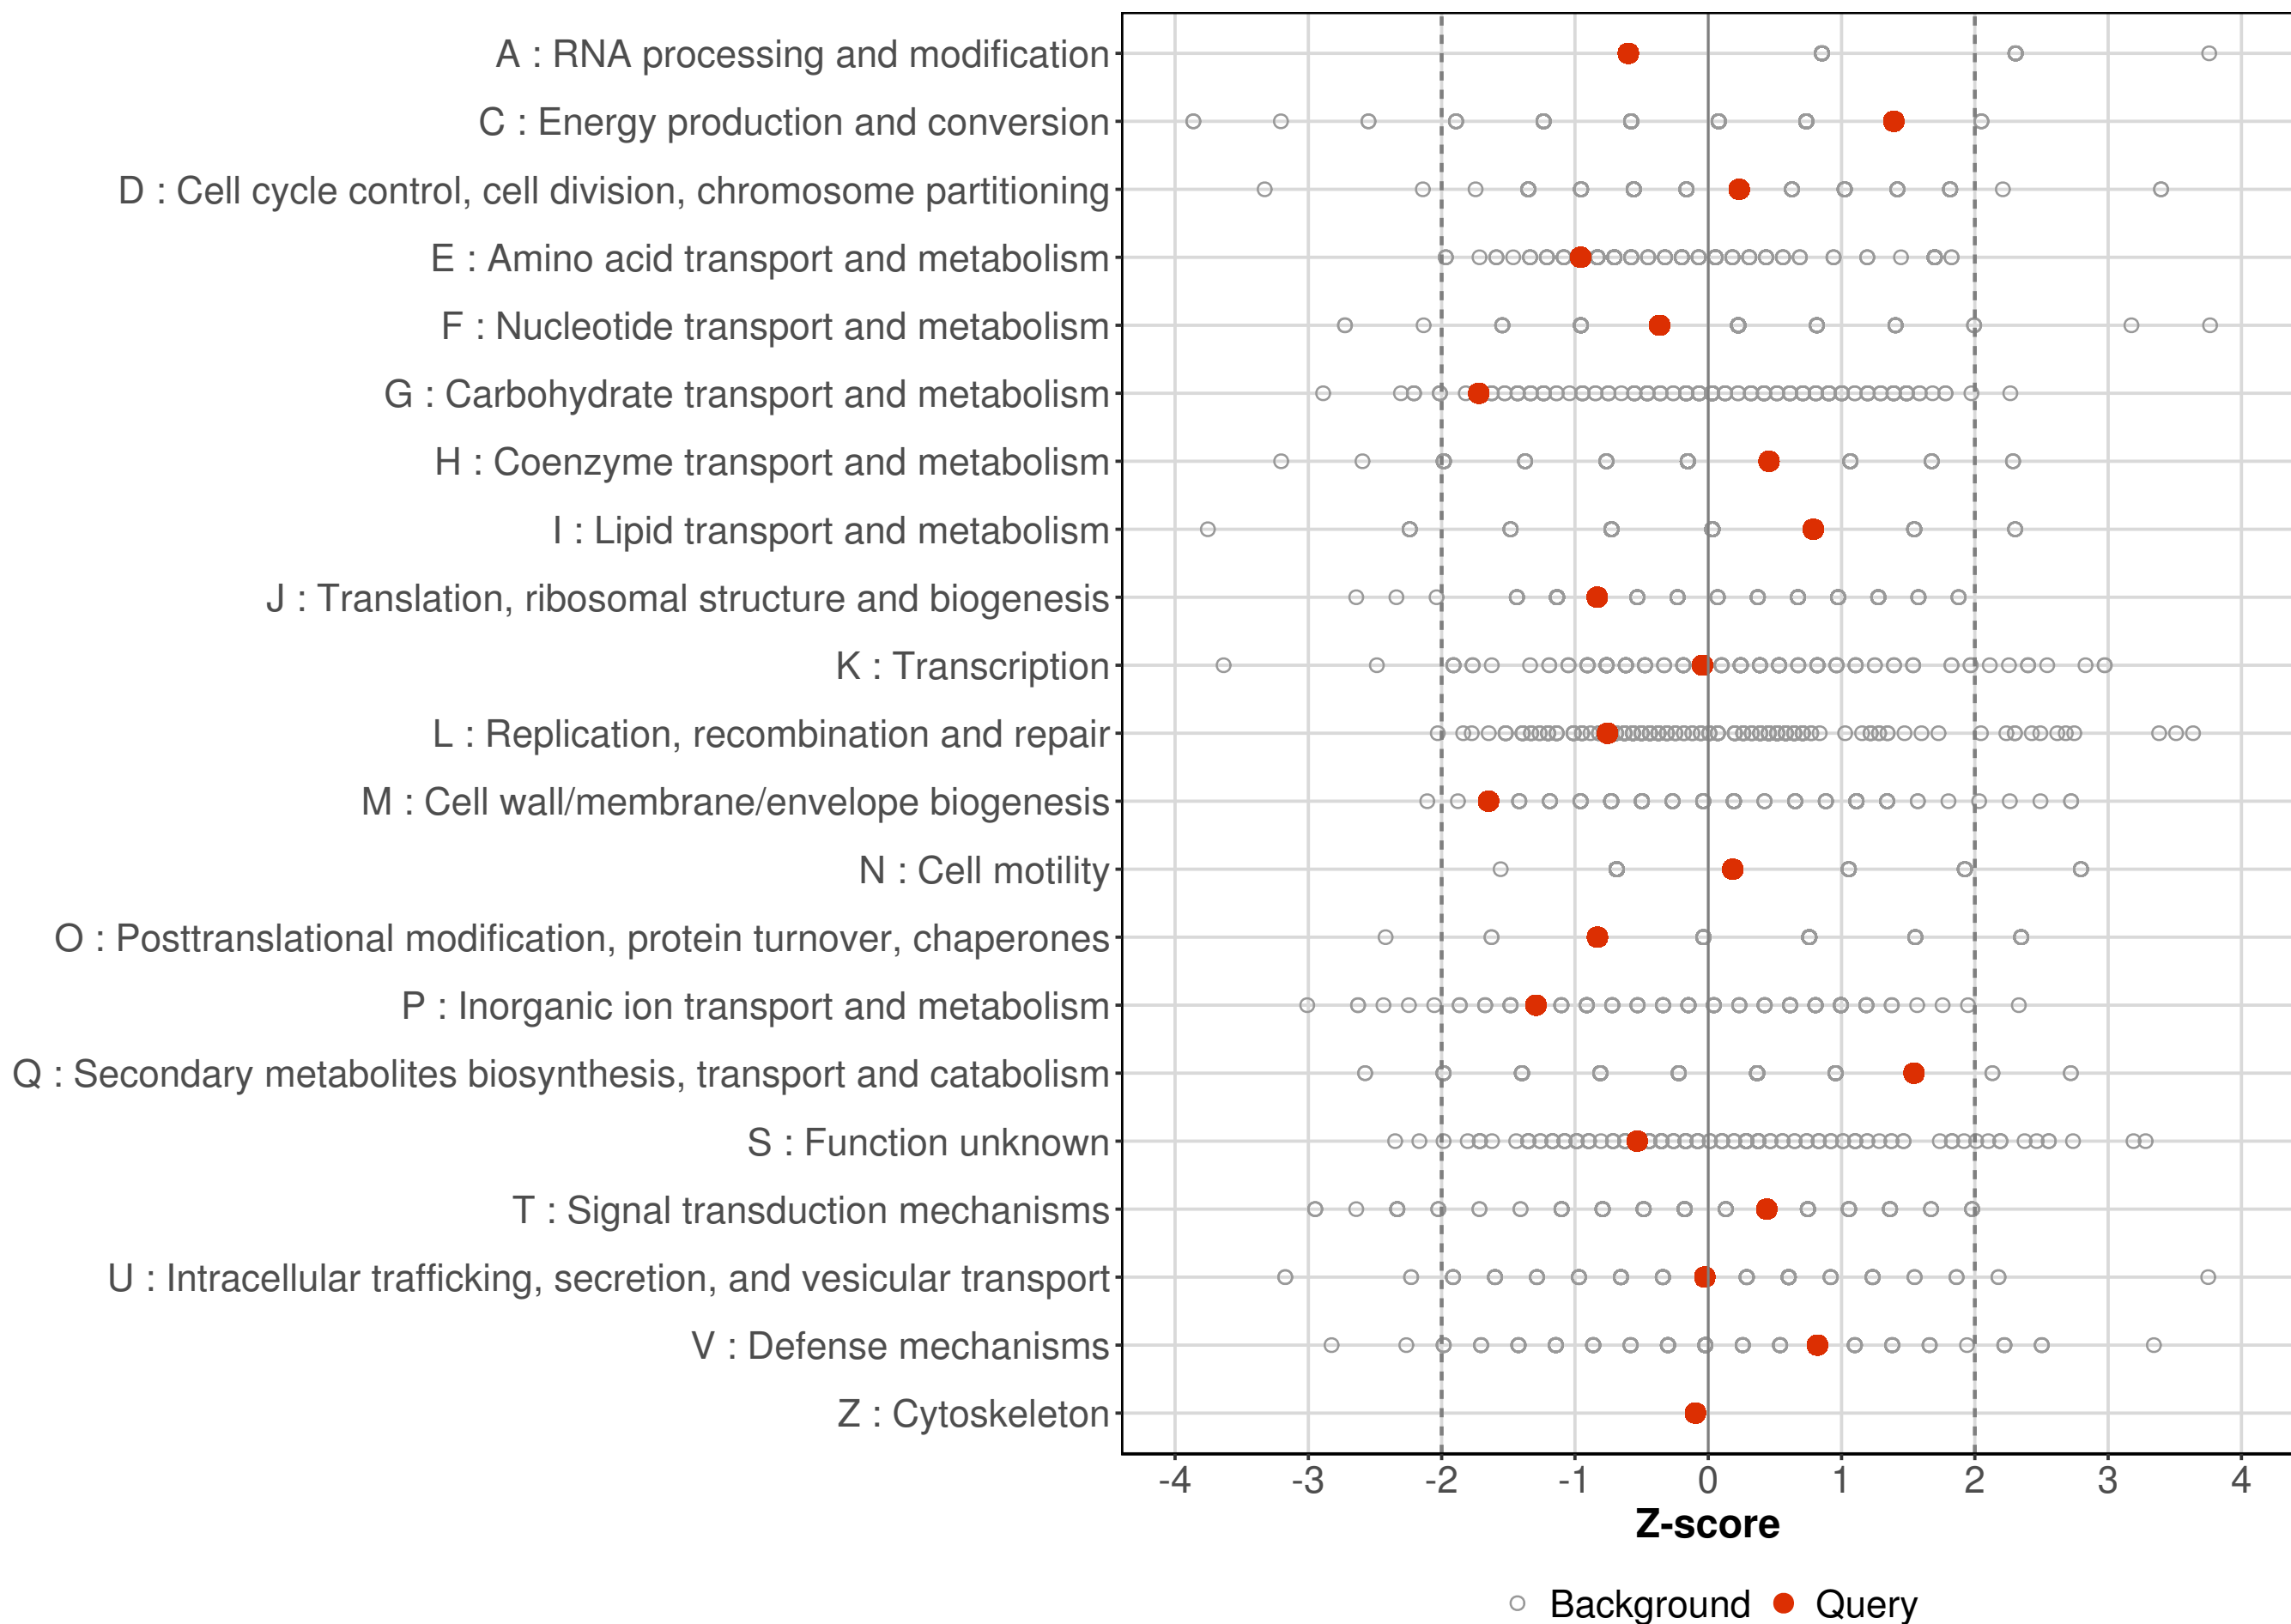 A : RNA processing and modification
C : Energy production and conversion
D : Cell cycle control, cell division, chromosome partitioning
E : Amino acid transport and metabolism
F : Nucleotide transport and metabolism
G : Carbohydrate transport and metabolism
H : Coenzyme transport and metabolism
I : Lipid transport and metabolism
J : Translation, ribosomal structure and biogenesis
K : Transcription
L : Replication, recombination and repair
M : Cell wall/membrane/envelope biogenesis
N : Cell motility
O : Posttranslational modification, protein turnover, chaperones
P : Inorganic ion transport and metabolism
Q : Secondary metabolites biosynthesis, transport and catabolism
S : Function unknown
T : Signal transduction mechanisms
U : Intracellular trafficking, secretion, and vesicular transport
V : Defense mechanisms
Z : Cytoskeleton
-4 -3 -2 -1 0 1 2 3 4
Z-score
Background Query